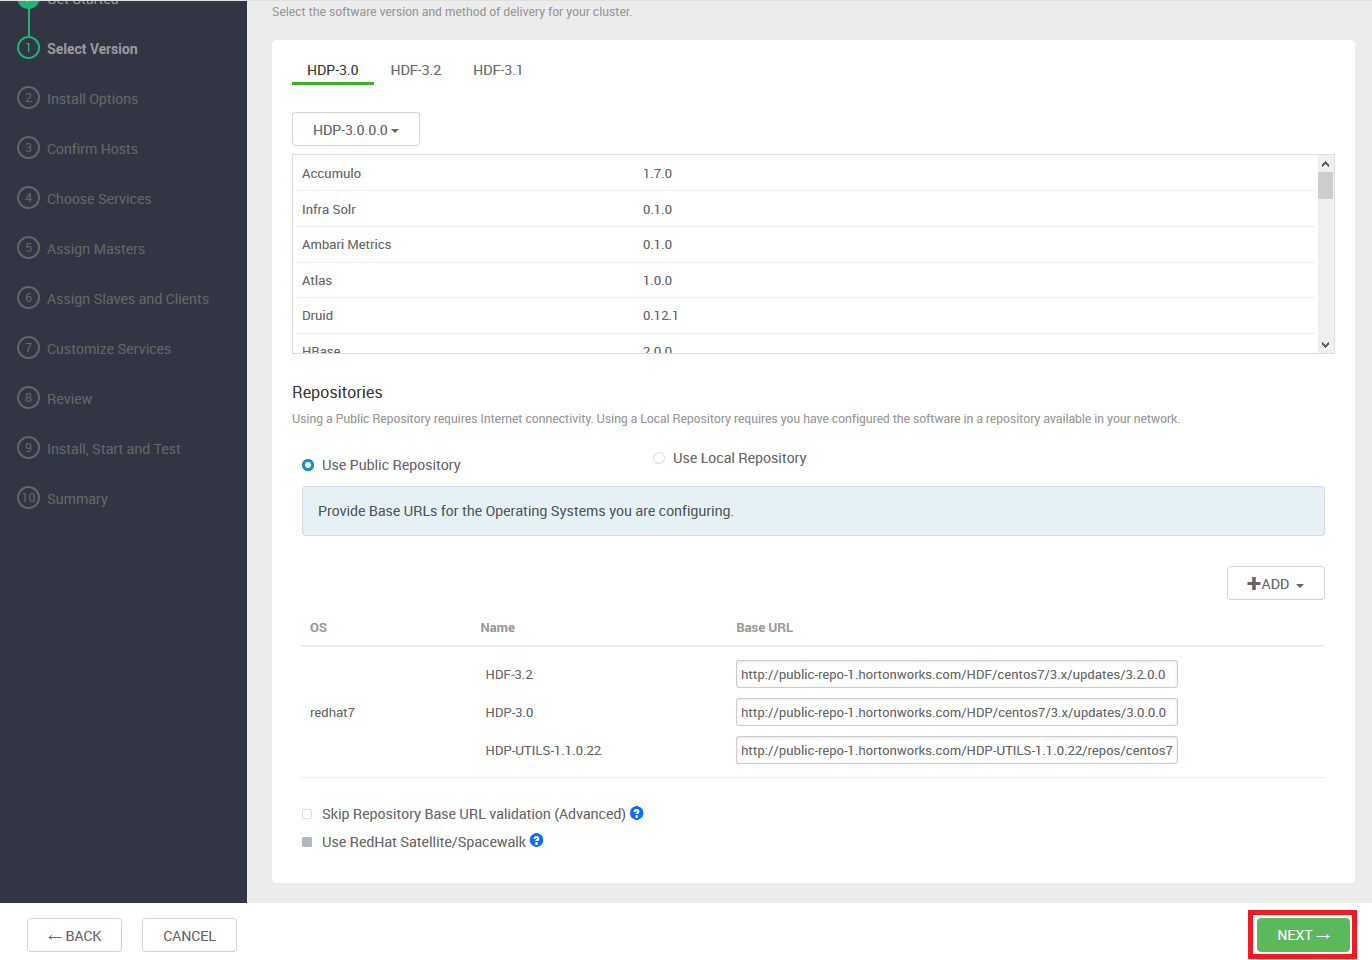 Get Started
Select the software version and method of delivery for your cluster.
1 Select Version
2 Install Options
3 Confirm Hosts
4 Choose Services
5 Assign Masters
6 Assign Slaves and Clients
7 Customize Services
8 Review
9 Install, Start and Test
10 Summary
HDP-3.0 HDF-3.2 HDF-3.1
HDP-3.0.0.0
Accumulo 1.7.0
Infra Solr 0.1.0
Ambari Metrics 0.1.0
Atlas 1.0.0
Druid 0.12.1
HBase 2.0.0
Repositories
Using a Public Repository requires Internet connectivity. Using a Local Repository requires you have configured the software in a repository available in your network.
Use Public Repository Use Local Repository
Provide Base URLs for the Operating Systems you are configuring.
ADD
OS Name Base URL
HDF-3.2 http://public-repo-1.hortonworks.com/HDF/centos7/3.x/updates/3.2.0.0
redhat7 HDP-3.0 http://public-repo-1.hortonworks.com/HDP/centos7/3.x/updates/3.0.0.0
HDP-UTILS-1.1.0.22 http://public-repo-1.hortonworks.com/HDP-UTILS-1.1.0.22/repos/centos7
Skip Repository Base URL validation (Advanced) ?
Use RedHat Satellite/Spacewalk ?
← BACK CANCEL NEXT →